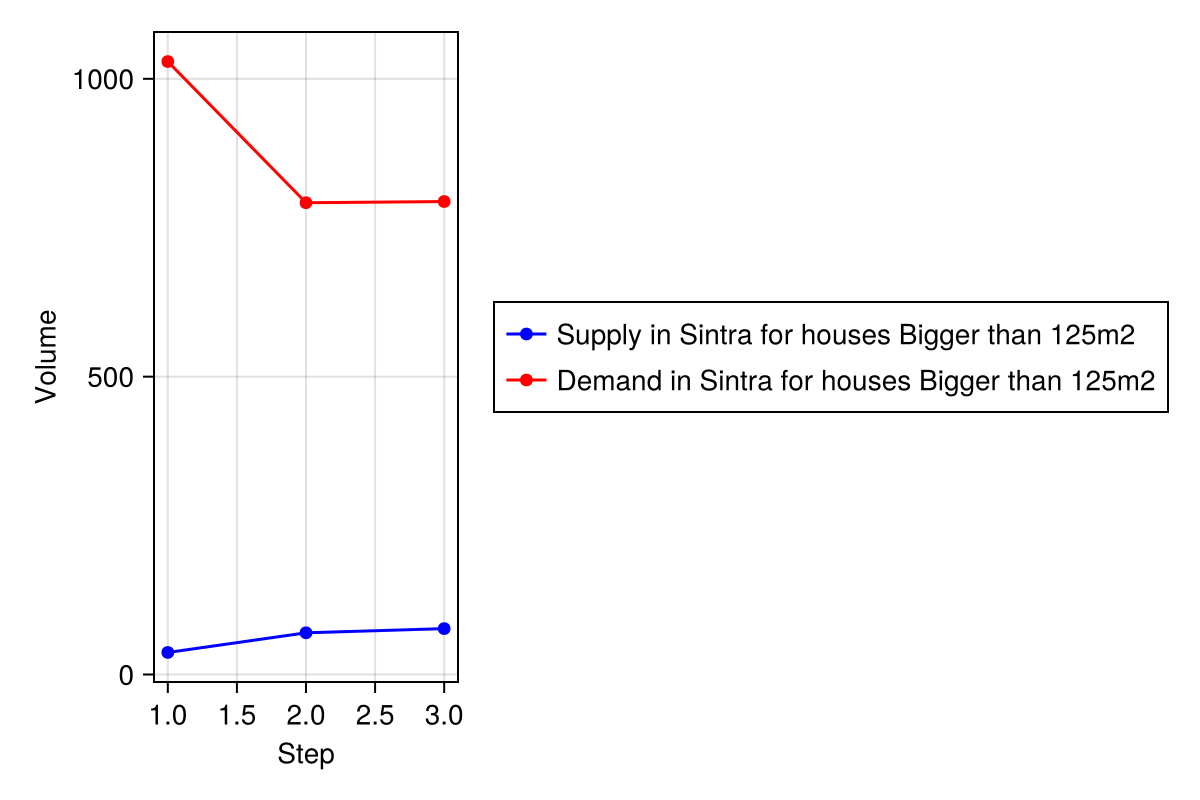 Volume
1000
500
0
1.0 1.5 2.0 2.5 3.0
Step
Supply in Sintra for houses Bigger than 125m2
Demand in Sintra for houses Bigger than 125m2